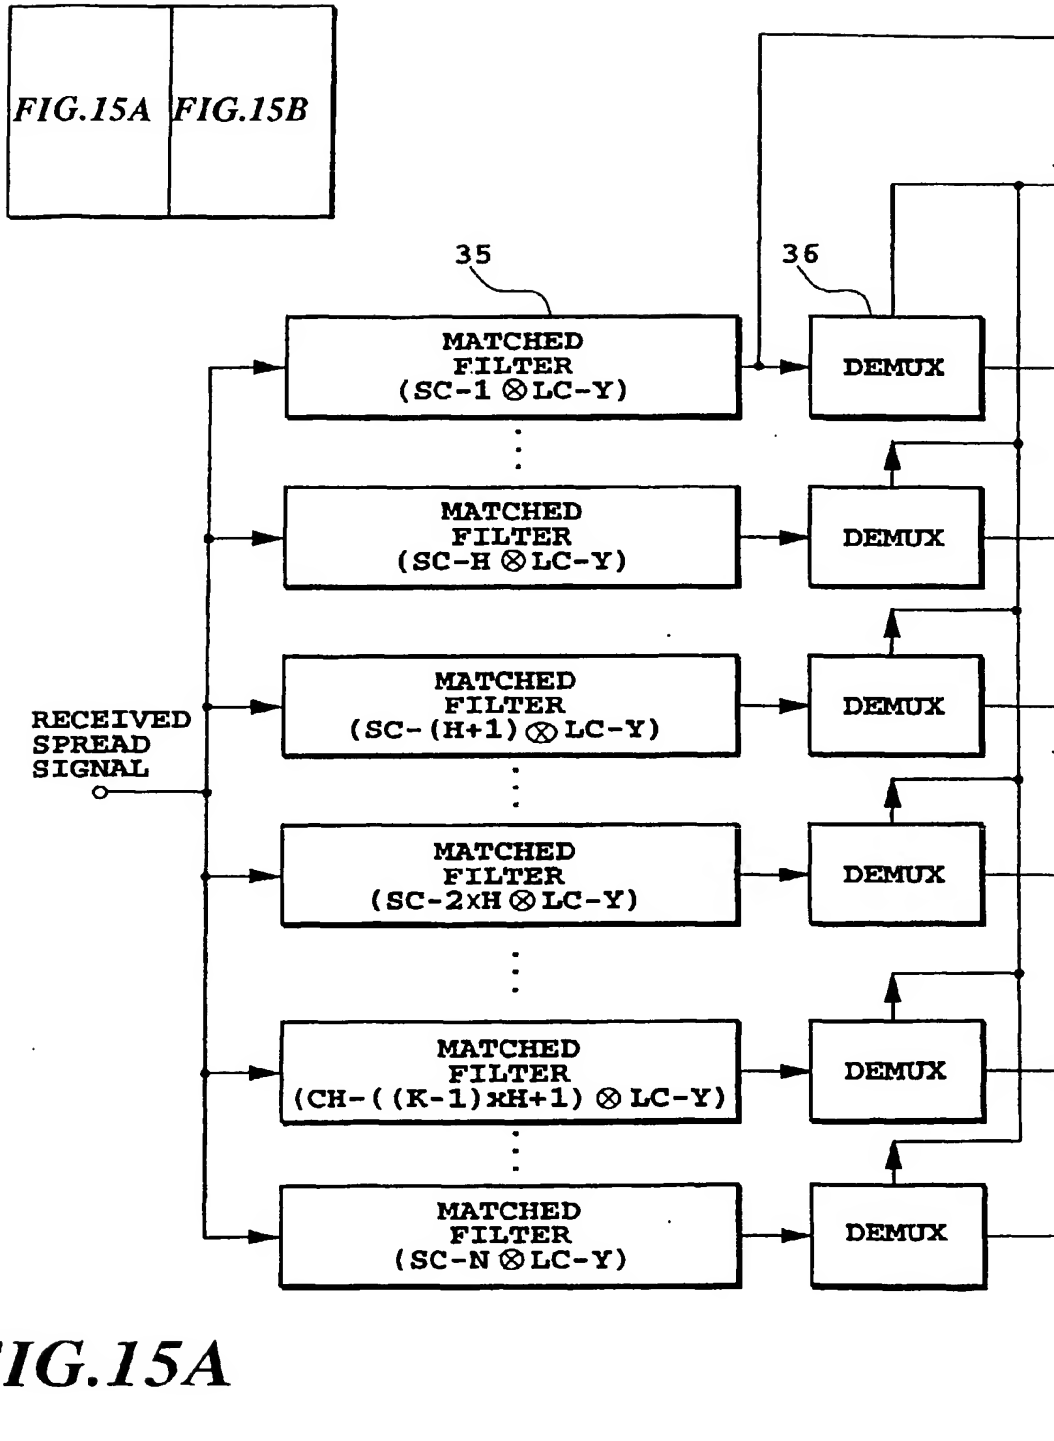 FIG.15A FIG.15B
35
36
MATCHED
FILTER
(SC-1 ⊗ LC-Y)
DEMUX
MATCHED
FILTER
(SC-H ⊗ LC-Y)
DEMUX
MATCHED
FILTER
(SC-(H+1) ⊗ LC-Y)
DEMUX
RECEIVED
SPREAD
SIGNAL
MATCHED
FILTER
(SC-2xH ⊗ LC-Y)
DEMUX
MATCHED
FILTER
(CH-((K-1)xH+1) ⊗ LC-Y)
DEMUX
MATCHED
FILTER
(SC-N ⊗ LC-Y)
DEMUX
FIG.15A